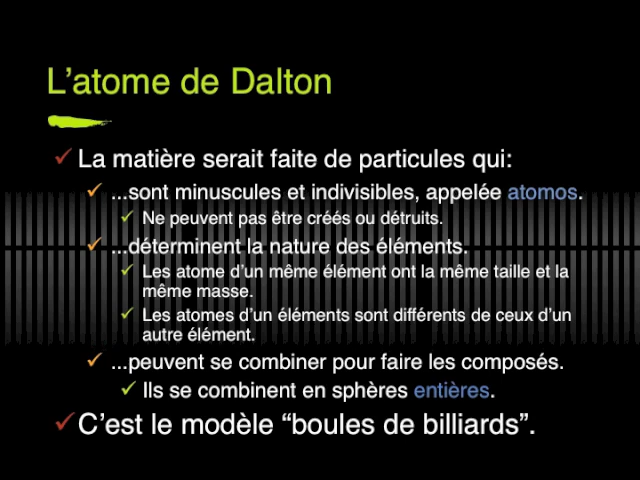 L’atome de Dalton
La matière serait faite de particules qui:
...sont minuscules et indivisibles, appelée atomos.
Ne peuvent pas être créés ou détruits.
...déterminent la nature des éléments.
Les atome d’un même élément ont la même taille et la
même masse.
Les atomes d’un éléments sont différents de ceux d’un
autre élément.
...peuvent se combiner pour faire les composés.
Ils se combinent en sphères entières.
C’est le modèle “boules de billiards”.